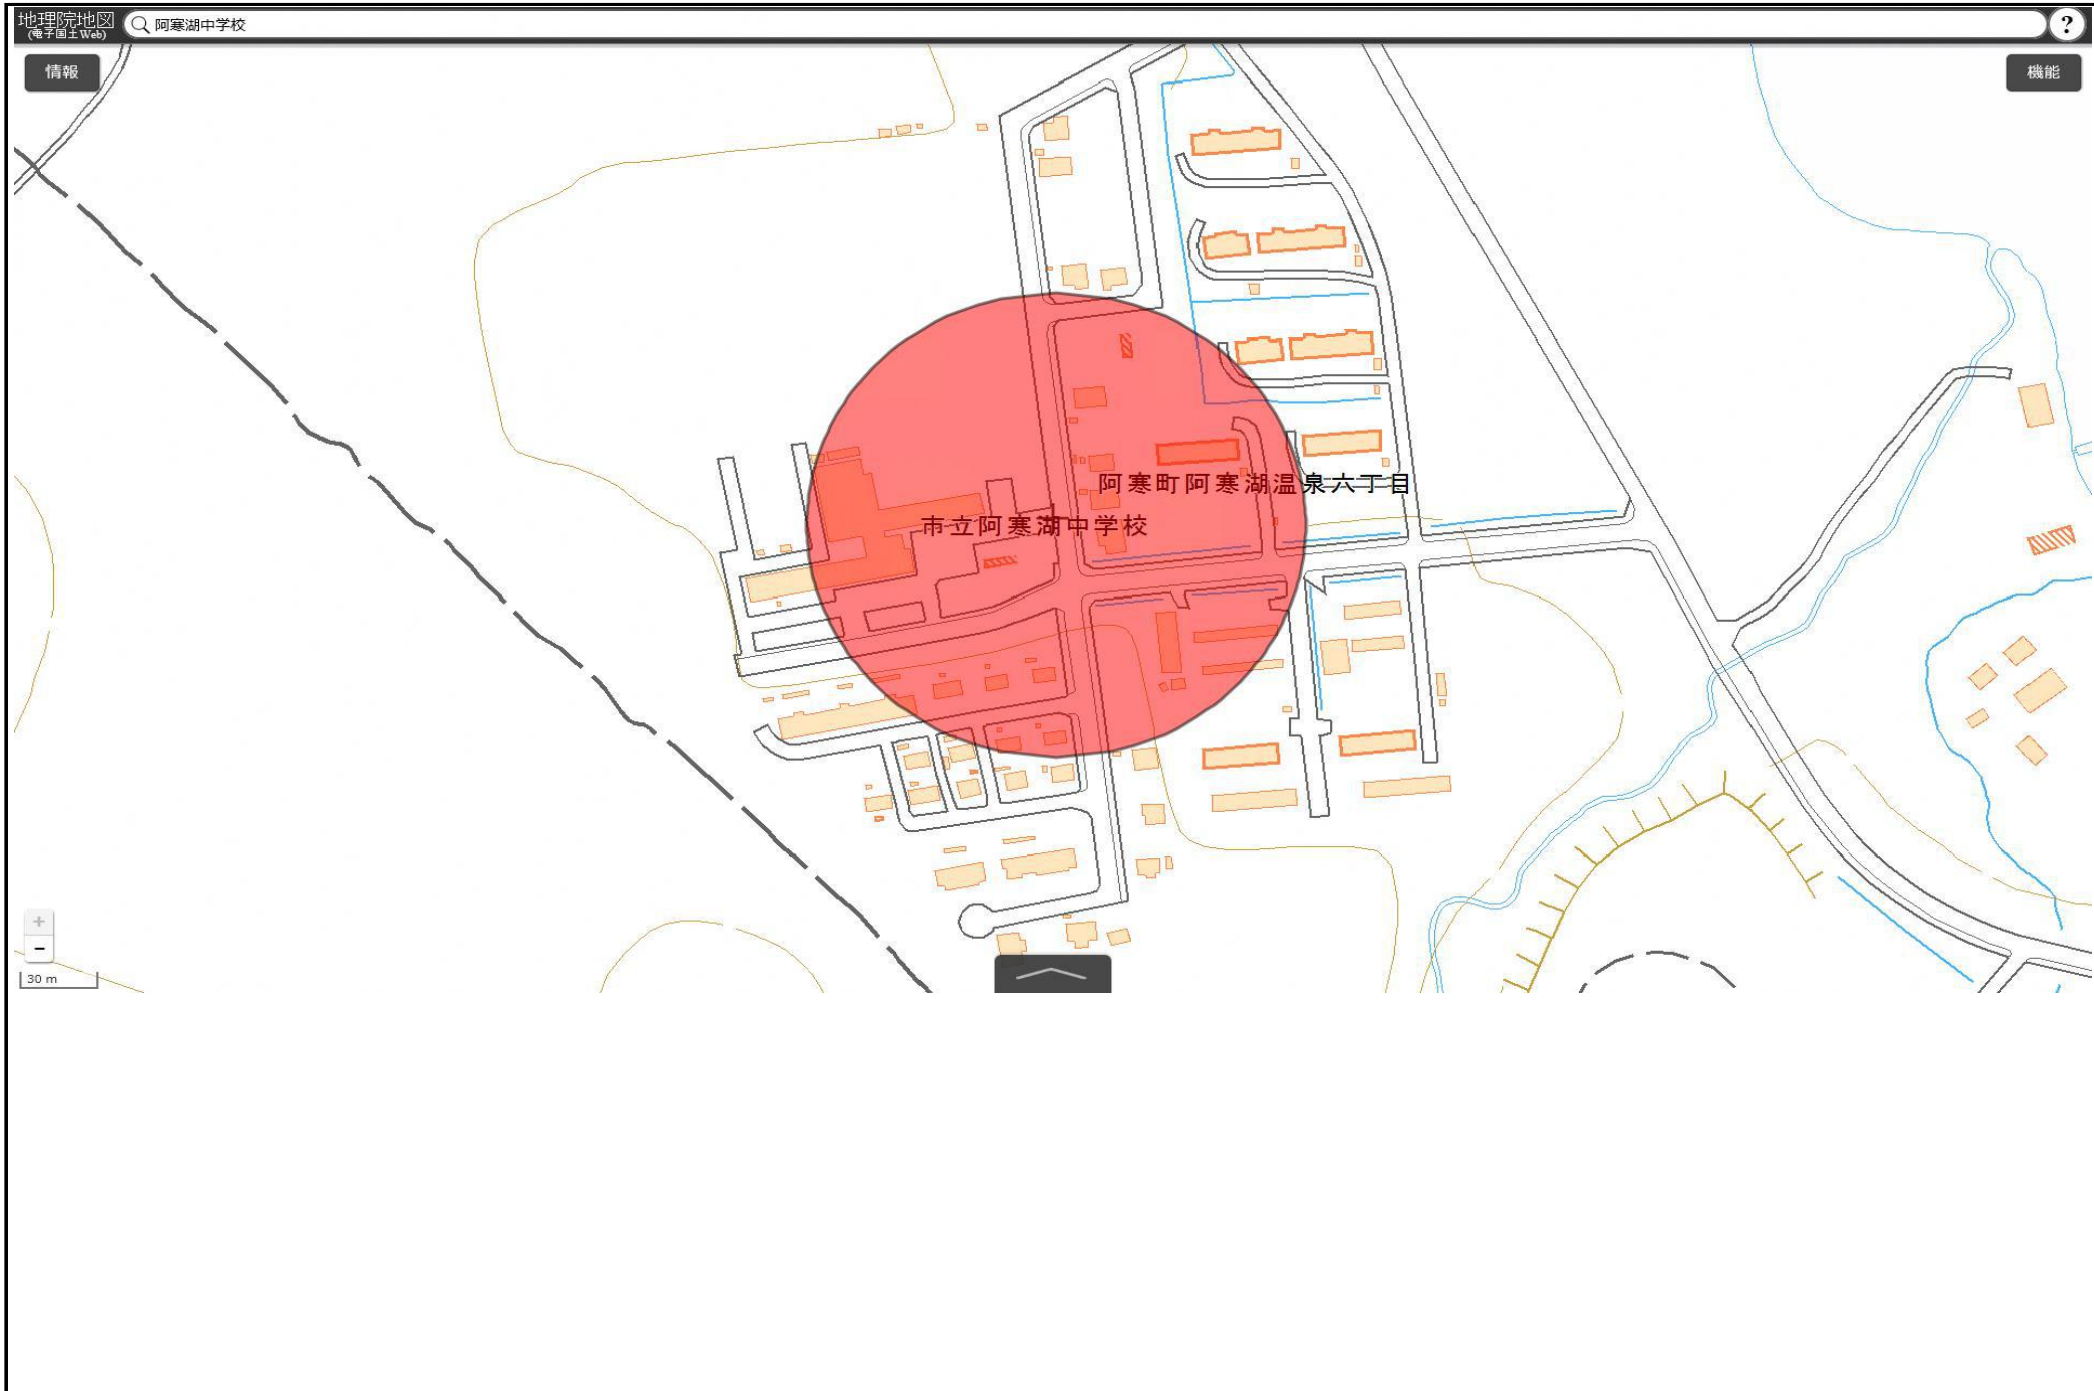 地理院地図
(電子国土Web)
阿寒湖中学校
?
情報
機能
阿寒町阿寒湖温泉六丁目
市立阿寒湖中学校
+
−
30 m